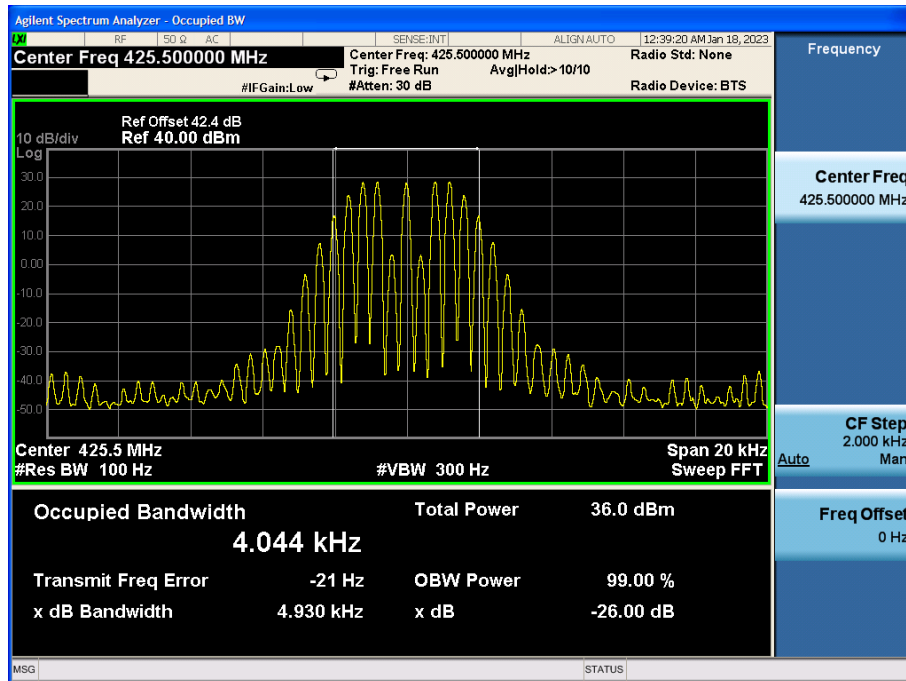 Agilent Spectrum Analyzer - Occupied BW
LXI RF 50 Ω AC SENSE:INT ALIGN AUTO 12:39:20 AM Jan 18, 2023
Center Freq 425.500000 MHz
Center Freq: 425.500000 MHz
Radio Std: None
Trig: Free Run Avg|Hold:>10/10
#IFGain:Low #Atten: 30 dB Radio Device: BTS
Ref Offset 42.4 dB
10 dB/div Ref 40.00 dBm
Log
30.0
20.0
10.0
0.00
-10.0
-20.0
-30.0
-40.0
-50.0
Center 425.5 MHz Span 20 kHz
#Res BW 100 Hz #VBW 300 Hz Sweep FFT
Occupied Bandwidth Total Power 36.0 dBm
4.044 kHz
Transmit Freq Error -21 Hz OBW Power 99.00 %
x dB Bandwidth 4.930 kHz x dB -26.00 dB
MSG STATUS
Frequency
Center Freq
425.500000 MHz
CF Step
2.000 kHz
Auto Man
Freq Offset
0 Hz